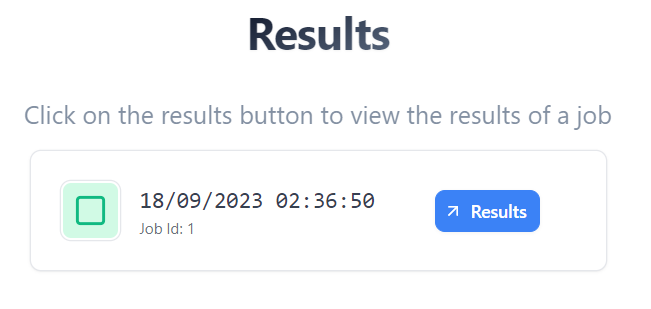 Results
Click on the results button to view the results of a job
18/09/2023 02:36:50
Results
Job Id: 1